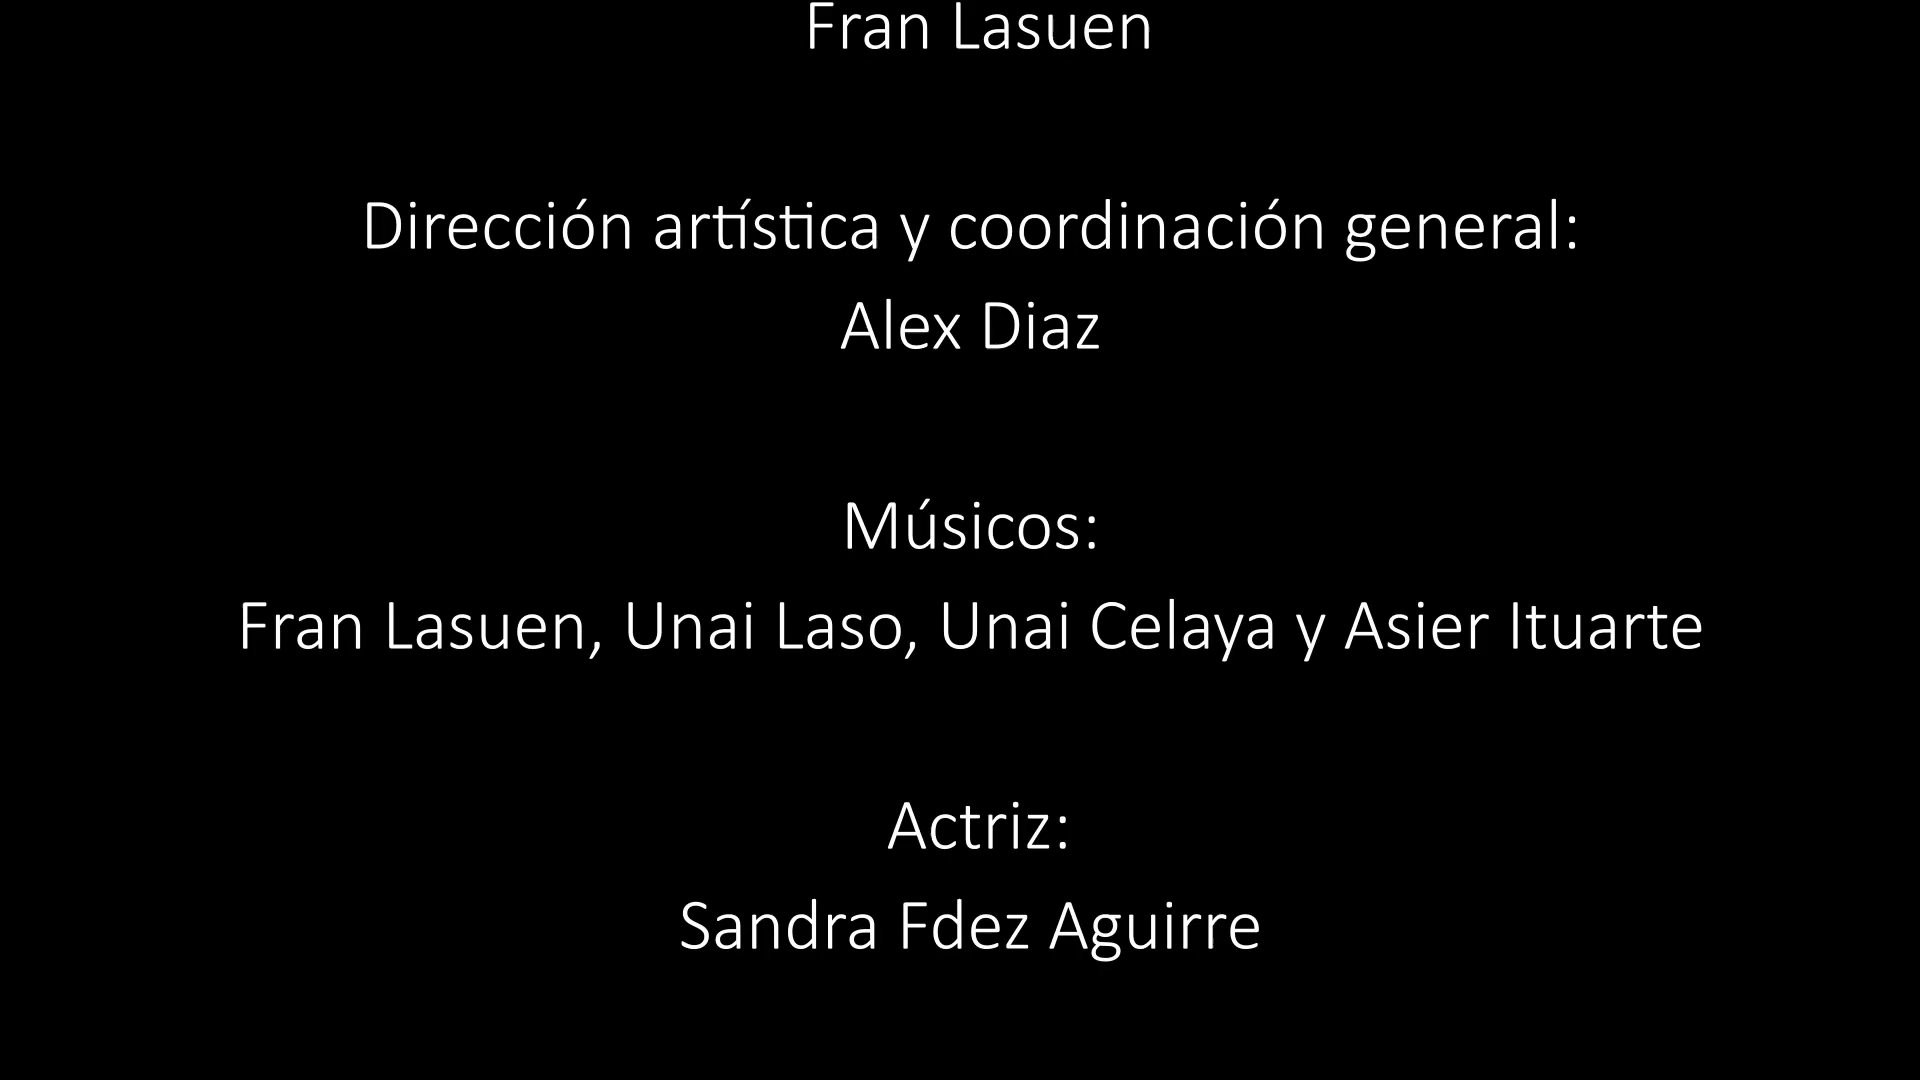 Fran Lasuen
Dirección artística y coordinación general:
Alex Diaz
Músicos:
Fran Lasuen, Unai Laso, Unai Celaya y Asier Ituarte
Actriz:
Sandra Fdez Aguirre